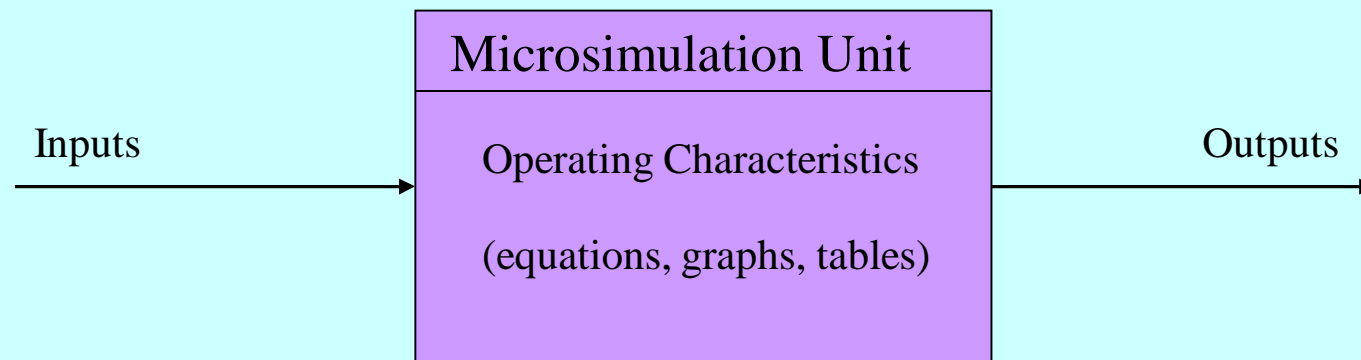 Microsimulation Unit
Inputs
Outputs
Operating Characteristics
(equations, graphs, tables)